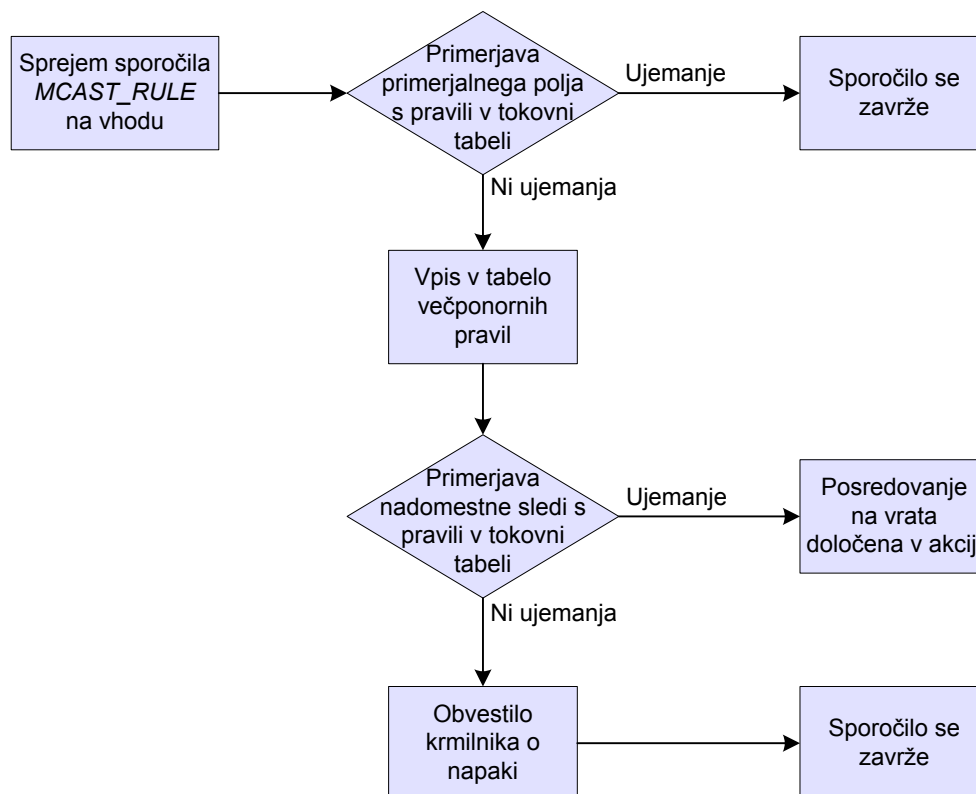 Sprejem sporočila
MCAST_RULE
na vhodu
Primerjava
primerjalnega polja
s pravili v tokovni
tabeli
Ujemanje
Sporočilo se
zavrže
Ni ujemanja
Vpis v tabelo
večponornih
pravil
Primerjava
nadomestne sledi s
pravili v tokovni
tabeli
Ujemanje
Posredovanje
na vrata
določena v akcij
Ni ujemanja
Obvestilo
krmilnika o
napaki
Sporočilo se
zavrže